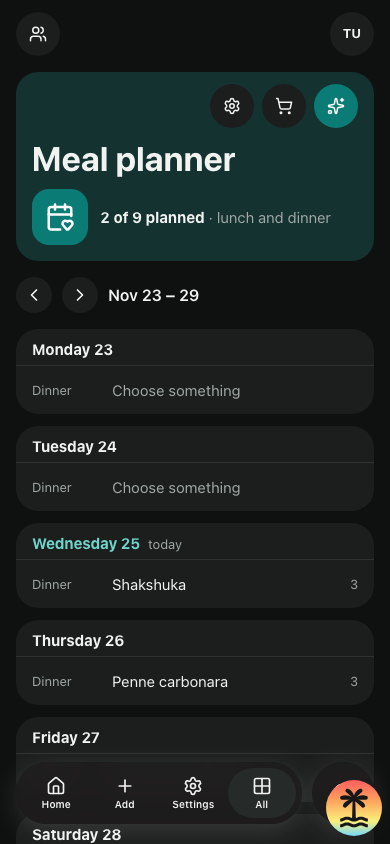 TU
Meal planner
2 of 9 planned · lunch and dinner
Nov 23 – 29
Monday 23
Dinner Choose something
Tuesday 24
Dinner Choose something
Wednesday 25 today
Dinner Shakshuka 3
Thursday 26
Dinner Penne carbonara 3
Friday 27
Home Add Settings All
Saturday 28